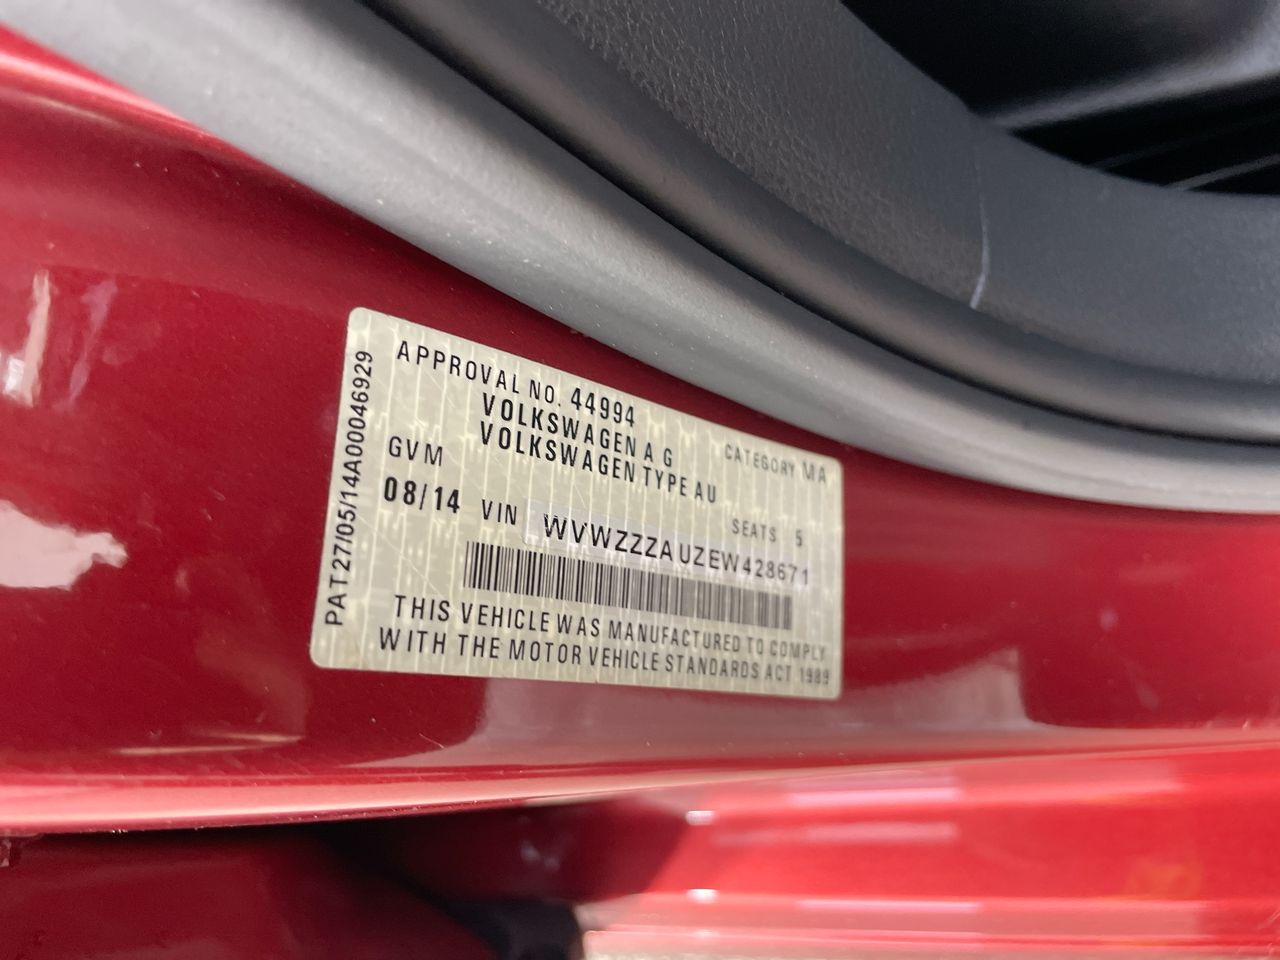 PAT27/05/14A00046929
APPROVAL NO. 44994
VOLKSWAGEN A G CATEGORY MA
GVM VOLKSWAGEN TYPE AU
08/14 VIN WVWZZZAUZEW428671 SEATS 5
THIS VEHICLE WAS MANUFACTURED TO COMPLY
WITH THE MOTOR VEHICLE STANDARDS ACT 1989